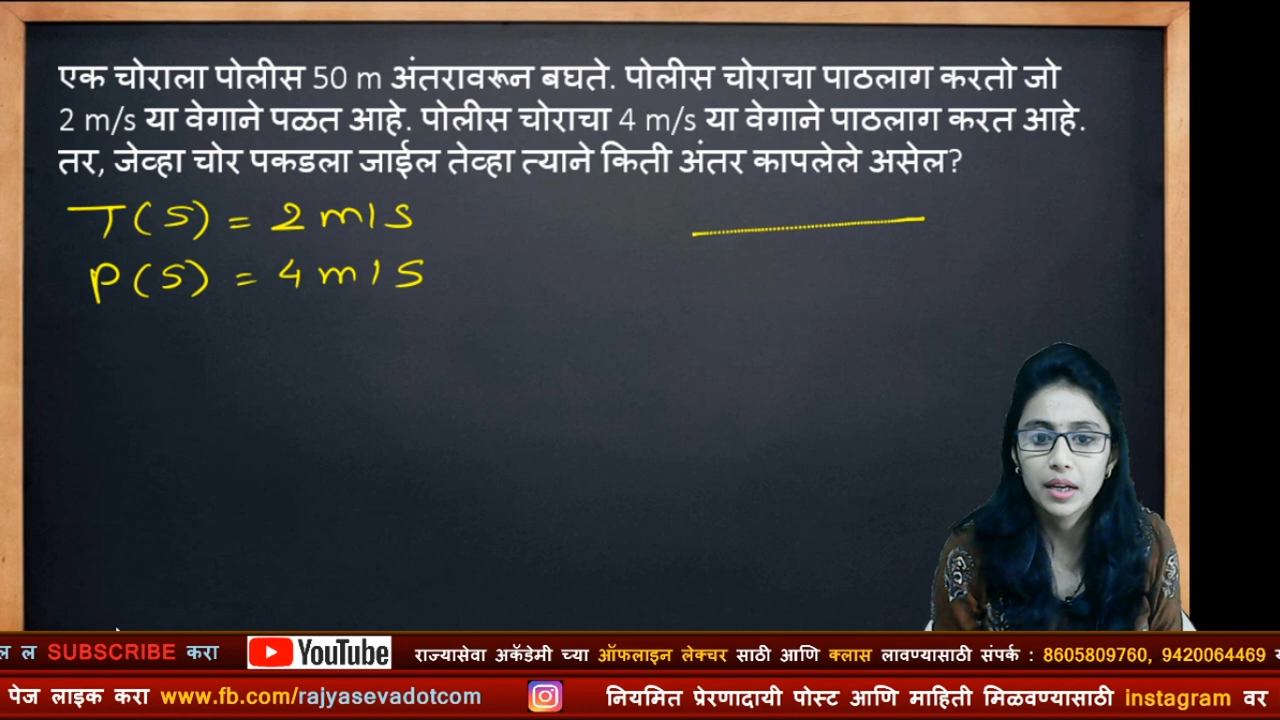 एक चोराला पोलीस 50 m अंतरावरून बघते. पोलीस चोराचा पाठलाग करतो जो
2 m/s या वेगाने पळत आहे. पोलीस चोराचा 4 m/s या वेगाने पाठलाग करत आहे.
तर, जेव्हा चोर पकडला जाईल तेव्हा त्याने किती अंतर कापलेले असेल?
T(S) = 2 m/s
P(S) = 4 m/s
ल SUBSCRIBE करा YouTube राज्यासेवा अकॅडेमी च्या ऑफलाइन लेक्चर साठी आणि क्लास लावण्यासाठी संपर्क : 8605809760, 9420064469
पेज लाइक करा www.fb.com/rajyasevadotcom नियमित प्रेरणादायी पोस्ट आणि माहिती मिळवण्यासाठी instagram वर